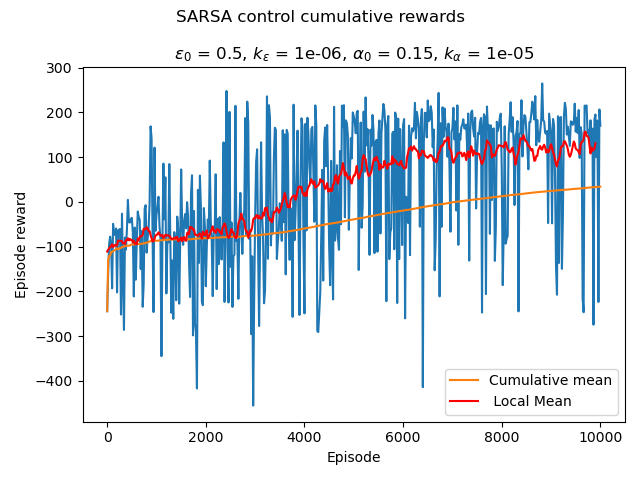 SARSA control cumulative rewards
ε₀ = 0.5, kε = 1e-06, α₀ = 0.15, kα = 1e-05
300
200
100
0
−100
−200
−300
−400
Episode reward
0
2000
4000
6000
8000
10000
Episode
Cumulative mean
Local Mean